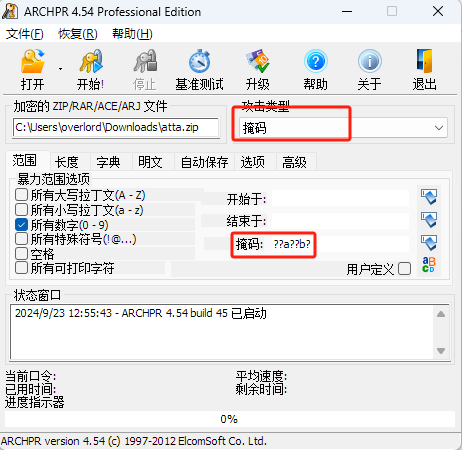 ARCHPR 4.54 Professional Edition
文件(F) 恢复(R) 帮助(H)
打开 开始! 停止 基准测试 升级 帮助 关于 退出
加密的 ZIP/RAR/ACE/ARJ 文件 攻击类型
C:\Users\overlord\Downloads\atta.zip 掩码
范围 长度 字典 明文 自动保存 选项 高级
暴力范围选项
所有大写拉丁文(A - Z) 开始于:
所有小写拉丁文(a - z)
所有数字(0 - 9) 结束于:
所有特殊符号(!@...) 掩码: ??a??b?
空格
所有可打印字符 用户定义
状态窗口
2024/9/23 12:55:43 - ARCHPR 4.54 build 45 已启动
当前口令: 平均速度:
已用时间: 剩余时间:
进度指示器
0%
ARCHPR version 4.54 (c) 1997-2012 ElcomSoft Co. Ltd.